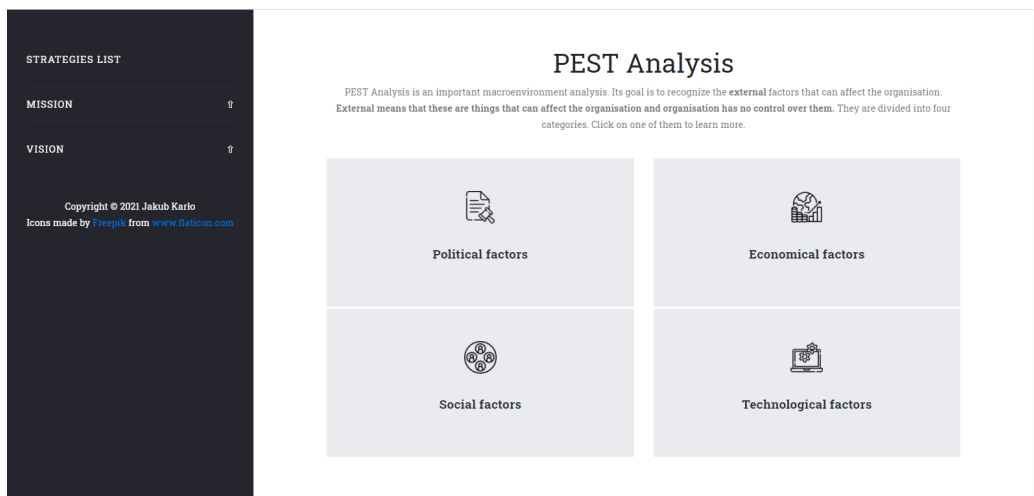 STRATEGIES LIST
MISSION ⇧
VISION ⇧
Copyright © 2021 Jakub Karło
Icons made by Freepik from www.flaticon.com
PEST Analysis
PEST Analysis is an important macroenvironment analysis. Its goal is to recognize the external factors that can affect the organisation.
External means that these are things that can affect the organisation and organisation has no control over them. They are divided into four
categories. Click on one of them to learn more.
Political factors
Economical factors
Social factors
Technological factors